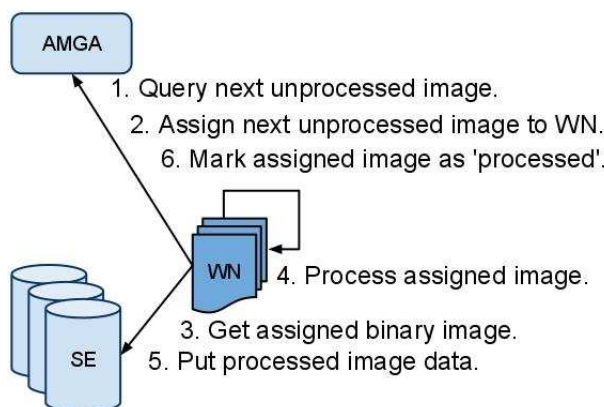 AMGA
1. Query next unprocessed image.
2. Assign next unprocessed image to WN.
6. Mark assigned image as 'processed'.
WN
4. Process assigned image.
3. Get assigned binary image.
SE
5. Put processed image data.